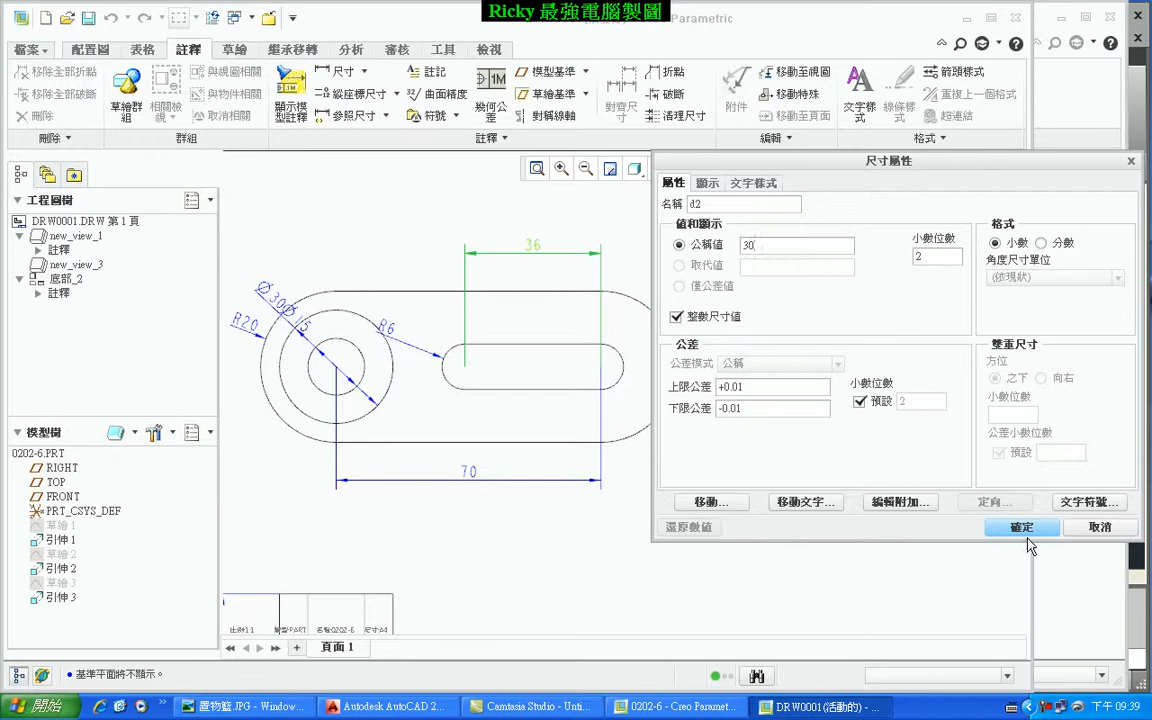 Ricky 最強電腦製圖
Parametric
檔案 配置圖 表格 註釋 草繪 繼承移轉 分析 審核 工具 檢視
移除全部折點
移除全部破斷
刪除
草繪群組
相關檢視
與視圖相關
與物件相關
取消相關
顯示模型註釋
尺寸
縱座標尺寸
參照尺寸
註記
曲面精度
符號
幾何公差
模型基準
草繪基準
對稱線軸
對齊尺寸
折點
破斷
清理尺寸
附件
移動至視圖
移動特殊
移動至頁面
文字樣式
線條樣式
箭頭樣式
重複上一個格式
超連結
刪除 群組 註釋 編輯 格式
工程圖樹
DRW0001.DRW 第 1 頁
new_view_1
註釋
new_view_3
底部_2
註釋
模型樹
0202-6.PRT
RIGHT
TOP
FRONT
PRT_CSYS_DEF
草繪 1
引伸 1
草繪 2
引伸 2
草繪 3
引伸 3
36
Ø30
Ø15
R20
R6
70
比例1:1 類型:PART 名稱:0202-6 尺寸:A4
尺寸屬性
屬性 顯示 文字樣式
名稱 d2
值和顯示
公稱值 30
取代值
僅公差值
整數尺寸值
小數位數
2
格式
小數 分數
角度尺寸單位
(依現狀)
公差
公差模式 公稱
上限公差 +0.01
下限公差 -0.01
小數位數
預設 2
雙重尺寸
方位
之下 向右
小數位數
公差小數位數
預設
移動... 移動文字... 編輯附加... 定向... 文字符號...
還原數值 確定 取消
頁面 1
基準平面將不顯示。
開始
置物籃.JPG - Window...
Autodesk AutoCAD 2...
Camtasia Studio - Unti...
0202-6 - Creo Paramet...
DRW0001(活動的) - ...
下午 09:39